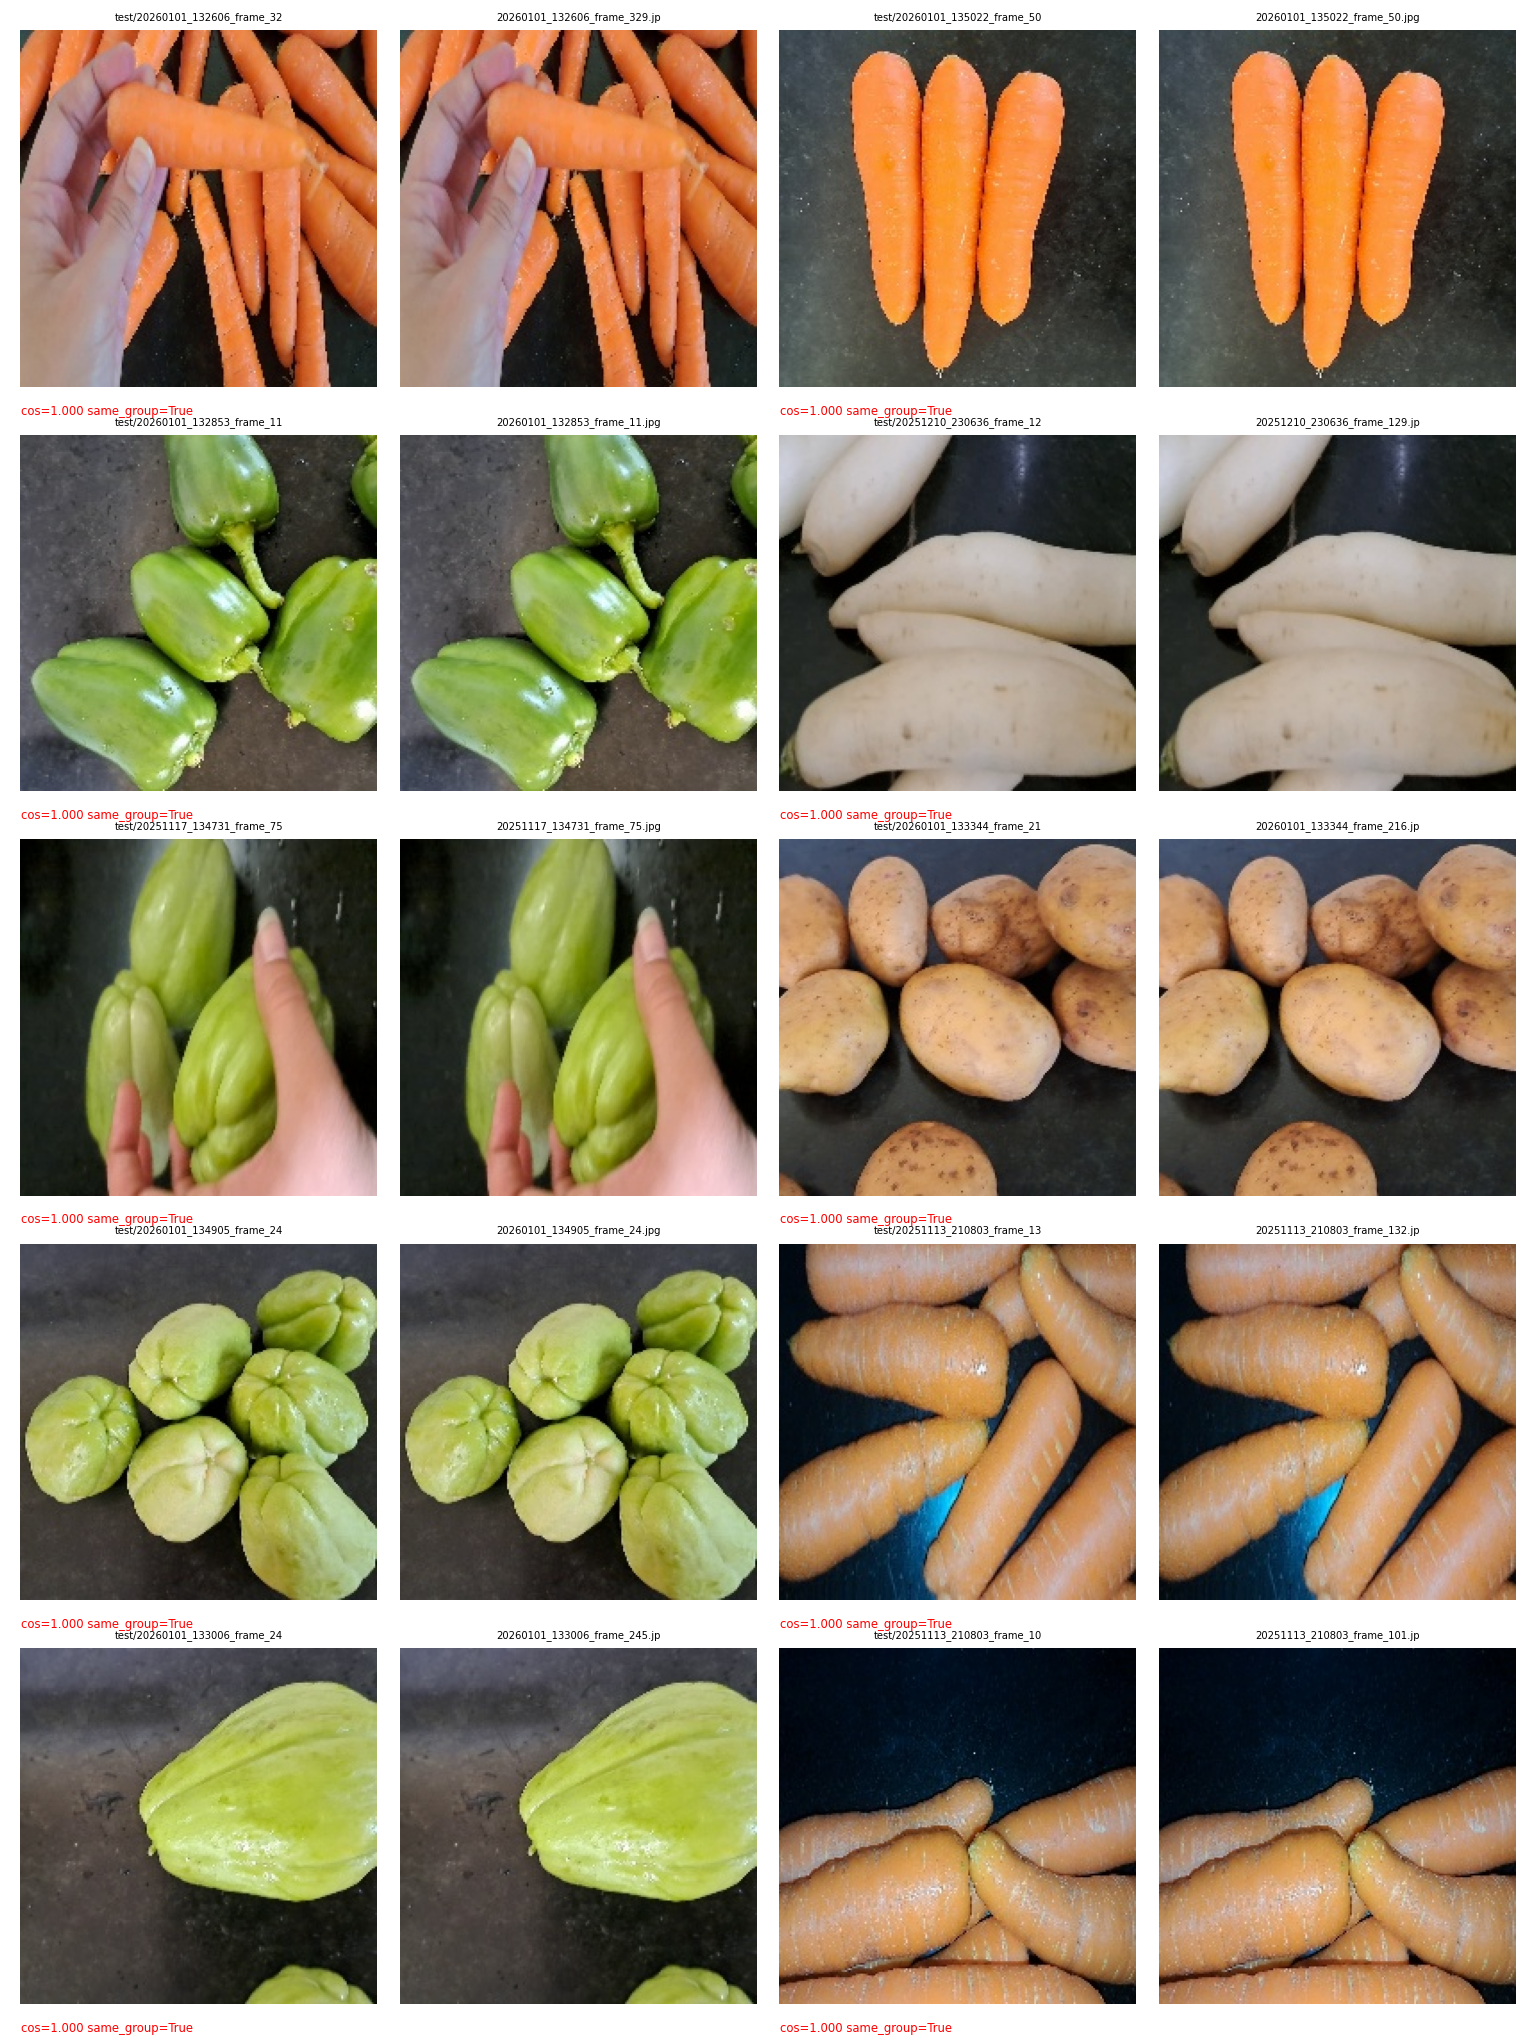 test/20260101_132606_frame_32
20260101_132606_frame_329.jp
test/20260101_135022_frame_50
20260101_135022_frame_50.jpg
cos=1.000 same_group=True
cos=1.000 same_group=True
test/20260101_132853_frame_11
20260101_132853_frame_11.jpg
test/20251210_230636_frame_12
20251210_230636_frame_129.jp
cos=1.000 same_group=True
cos=1.000 same_group=True
test/20251117_134731_frame_75
20251117_134731_frame_75.jpg
test/20260101_133344_frame_21
20260101_133344_frame_216.jp
cos=1.000 same_group=True
cos=1.000 same_group=True
test/20260101_134905_frame_24
20260101_134905_frame_24.jpg
test/20251113_210803_frame_13
20251113_210803_frame_132.jp
cos=1.000 same_group=True
cos=1.000 same_group=True
test/20260101_133006_frame_24
20260101_133006_frame_245.jp
test/20251113_210803_frame_10
20251113_210803_frame_101.jp
cos=1.000 same_group=True
cos=1.000 same_group=True